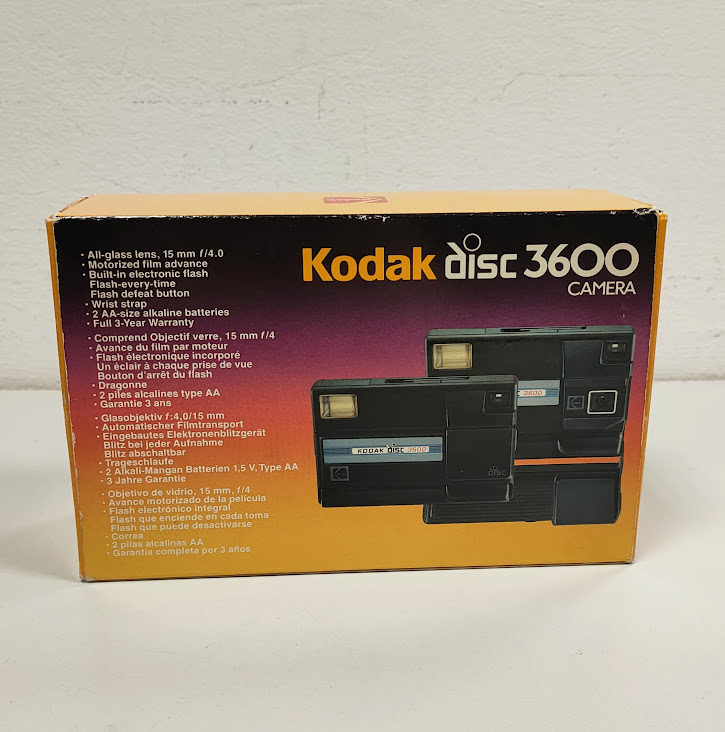 Kodak disc 3600
CAMERA
• All-glass lens, 15 mm f/4.0
• Motorized film advance
• Built-in electronic flash
Flash-every-time
Flash defeat button
• Wrist strap
• 2 AA-size alkaline batteries
• Full 3-Year Warranty
• Comprend Objectif verre, 15 mm f/4
• Avance du film par moteur
• Flash électronique incorporé
Un éclair à chaque prise de vue
Bouton d'arrêt du flash
• Dragonne
• 2 piles alcalines type AA
• Garantie 3 ans
• Glasobjektiv f:4,0/15 mm
• Automatischer Filmtransport
• Eingebautes Elektronenblitzgerät
Blitz bei jeder Aufnahme
Blitz abschaltbar
• Trageschlaufe
• 2 Alkali-Mangan Batterien 1,5 V, Type AA
• 3 Jahre Garantie
• Objetivo de vidrio, 15 mm, f/4
• Avance motorizado de la película
• Flash electrónico integral
Flash que enciende en cada toma
Flash que puede desactivarse
• Correa
• 2 pilas alcalinas AA
• Garantía completa por 3 años
3600
KODAK disc 3600
disc